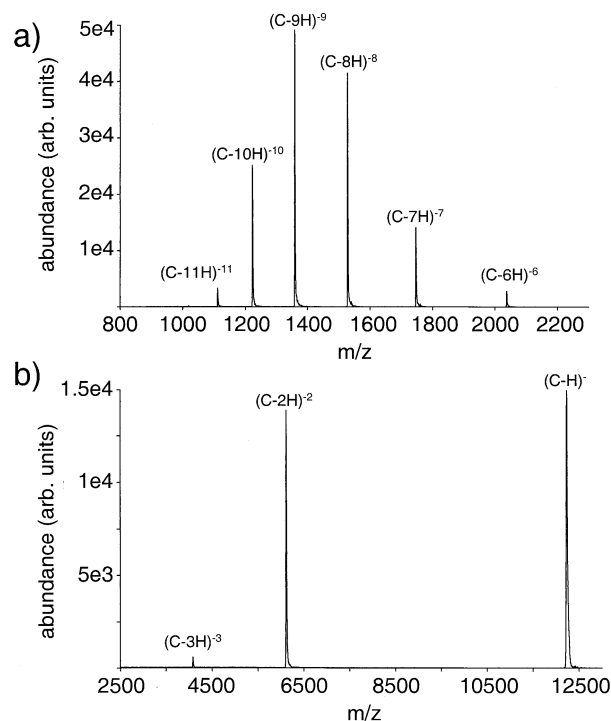 a)
(C-9H)-9
(C-8H)-8
(C-10H)-10
(C-7H)-7
(C-11H)-11
(C-6H)-6
5e4
4e4
3e4
2e4
1e4
abundance (arb. units)
800 1000 1200 1400 1600 1800 2000 2200
m/z
b)
(C-H)-
(C-2H)-2
(C-3H)-3
1.5e4
1e4
5e3
abundance (arb. units)
2500 4500 6500 8500 10500 12500
m/z